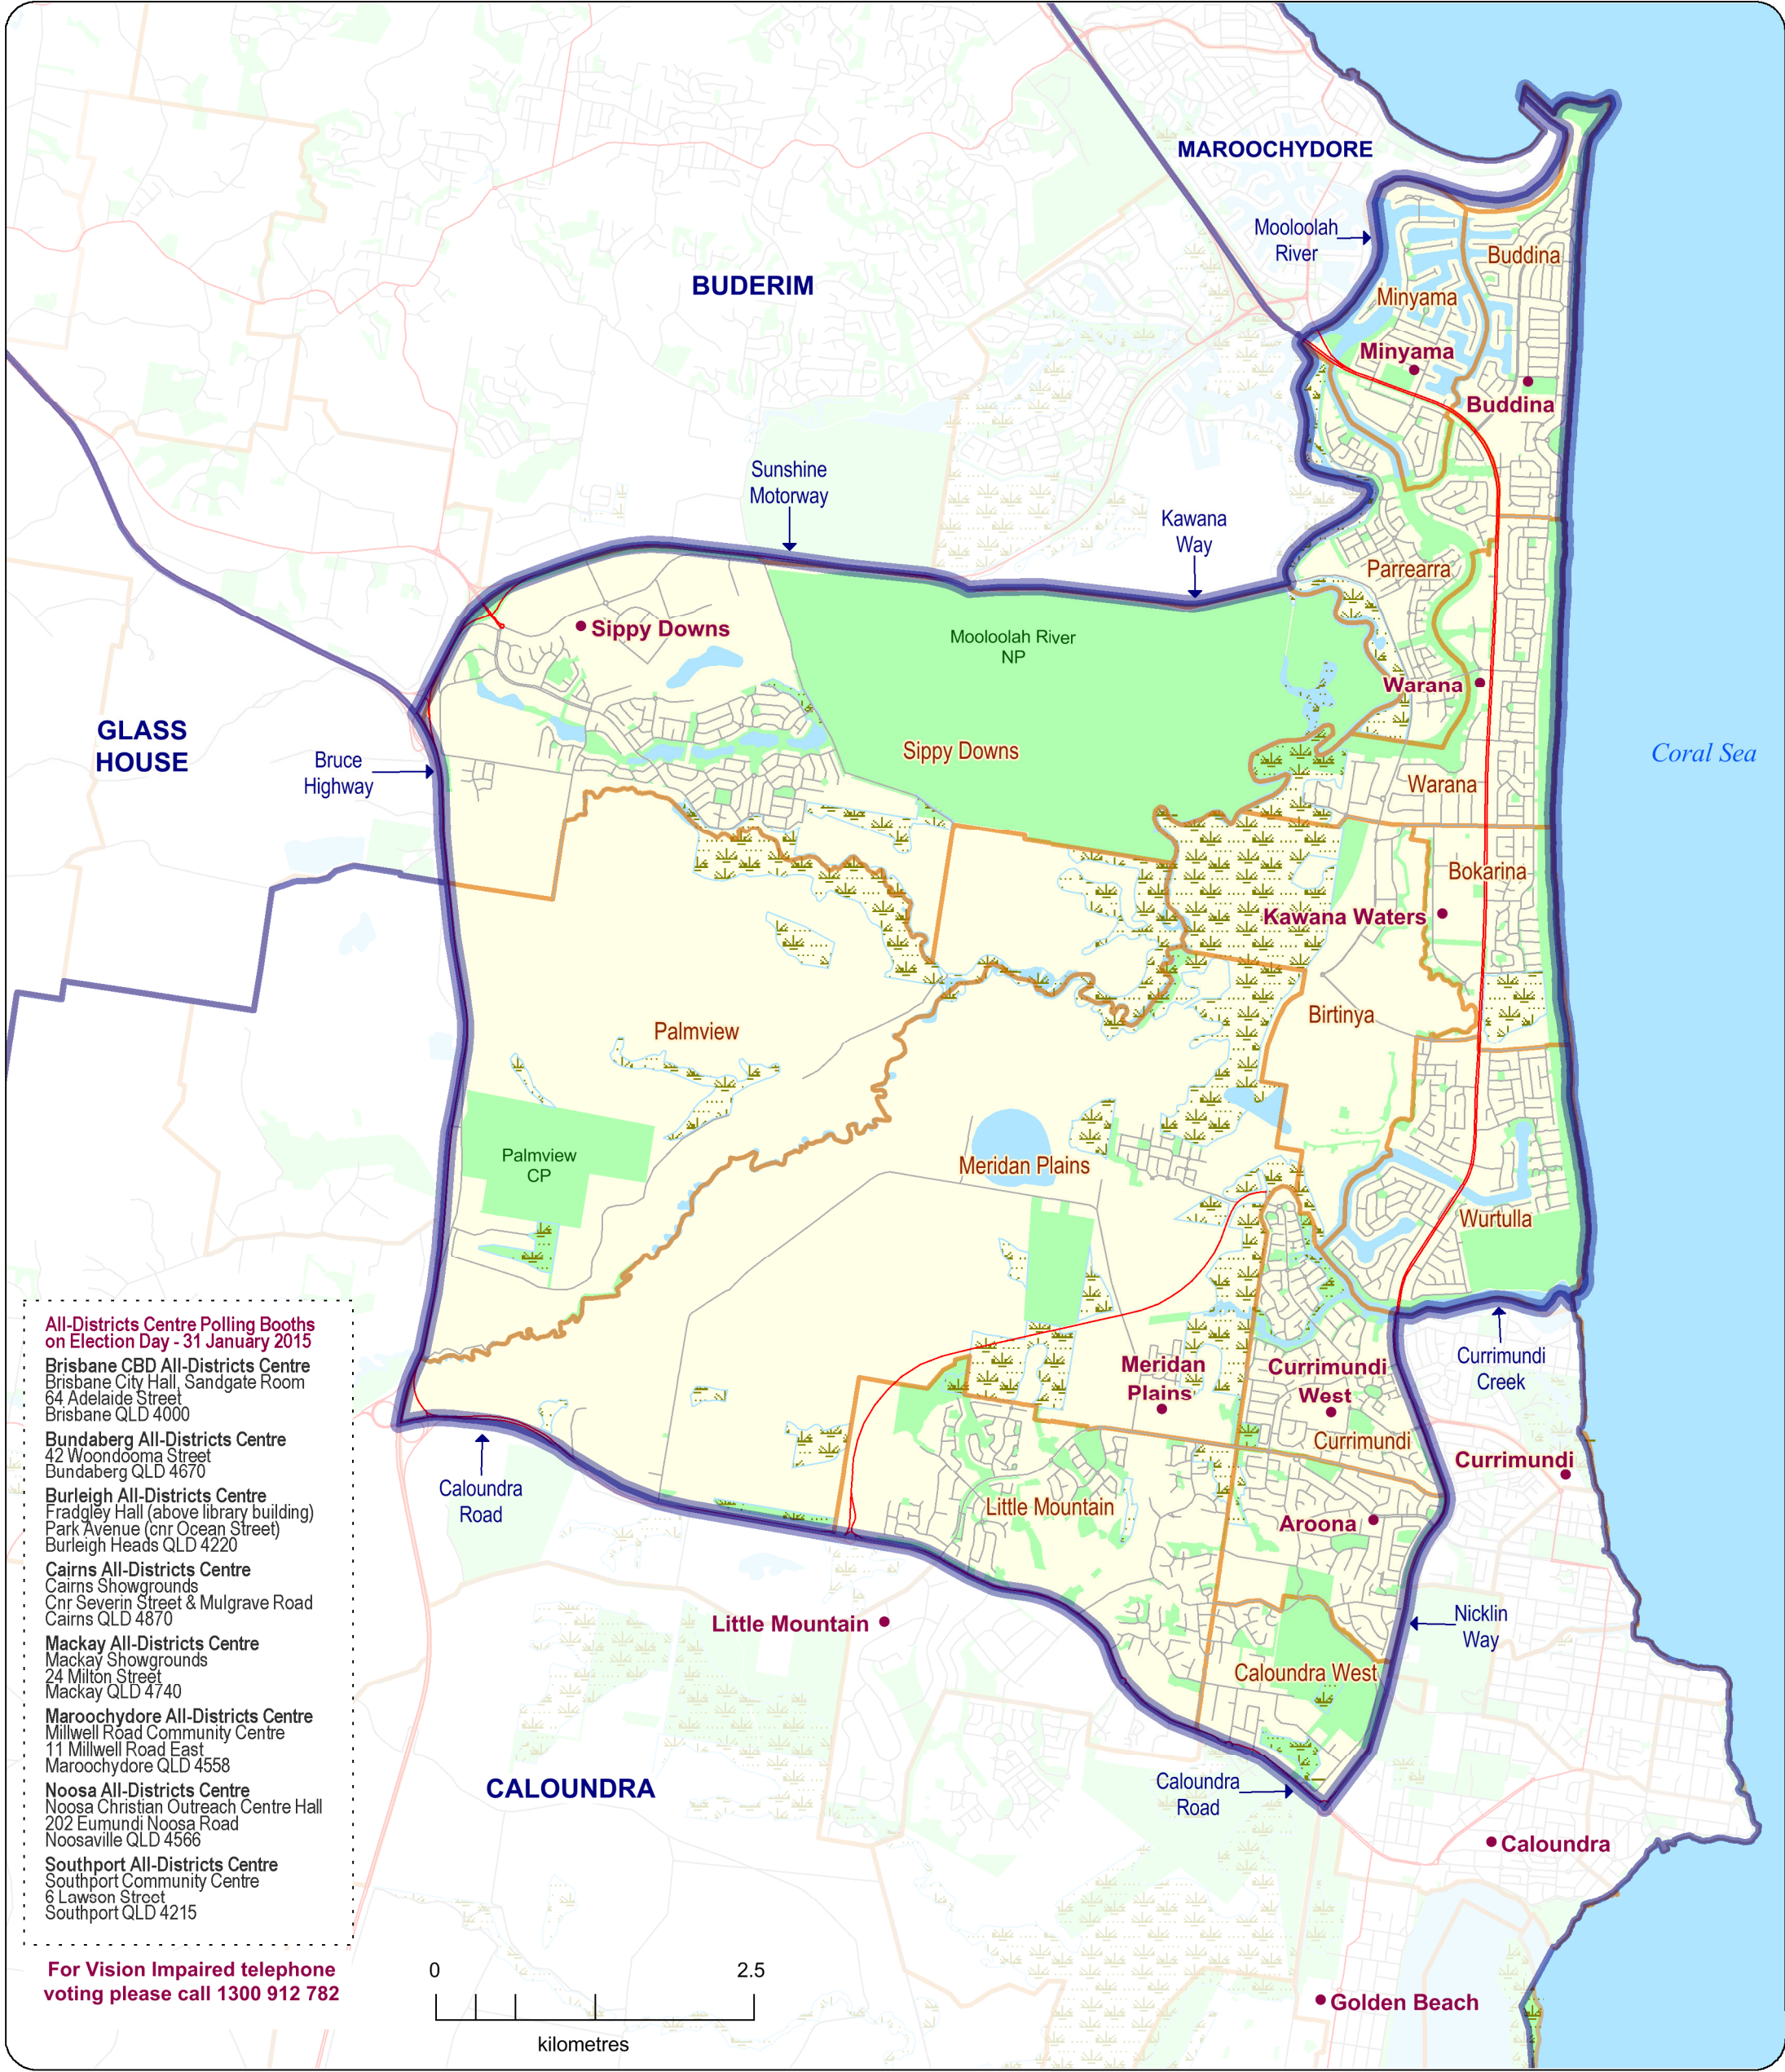 MAROOCHYDORE
Mooloolah
River
Buddina
BUDERIM
Minyama
Minyama
Buddina
Sunshine
Motorway
Kawana
Way
Parrearra
Sippy Downs
Mooloolah River
NP
Warana
GLASS
HOUSE
Bruce
Highway
Sippy Downs
Coral Sea
Warana
Bokarina
Kawana Waters
Birtinya
Palmview
Palmview
CP
Meridan Plains
Wurtulla
Currimundi
Creek
Meridan
Plains
Currimundi
West
Currimundi
Currimundi
Caloundra
Road
Little Mountain
Aroona
Little Mountain
Nicklin
Way
Caloundra West
CALOUNDRA
Caloundra
Road
Caloundra
Golden Beach
All-Districts Centre Polling Booths
on Election Day - 31 January 2015
Brisbane CBD All-Districts Centre
Brisbane City Hall, Sandgate Room
64 Adelaide Street
Brisbane QLD 4000
Bundaberg All-Districts Centre
42 Woondooma Street
Bundaberg QLD 4670
Burleigh All-Districts Centre
Fradgley Hall (above library building)
Park Avenue (cnr Ocean Street)
Burleigh Heads QLD 4220
Cairns All-Districts Centre
Cairns Showgrounds
Cnr Severin Street & Mulgrave Road
Cairns QLD 4870
Mackay All-Districts Centre
Mackay Showgrounds
24 Milton Street
Mackay QLD 4740
Maroochydore All-Districts Centre
Millwell Road Community Centre
11 Millwell Road East
Maroochydore QLD 4558
Noosa All-Districts Centre
Noosa Christian Outreach Centre Hall
202 Eumundi Noosa Road
Noosaville QLD 4566
Southport All-Districts Centre
Southport Community Centre
6 Lawson Street
Southport QLD 4215
For Vision Impaired telephone
voting please call 1300 912 782
0 2.5
kilometres